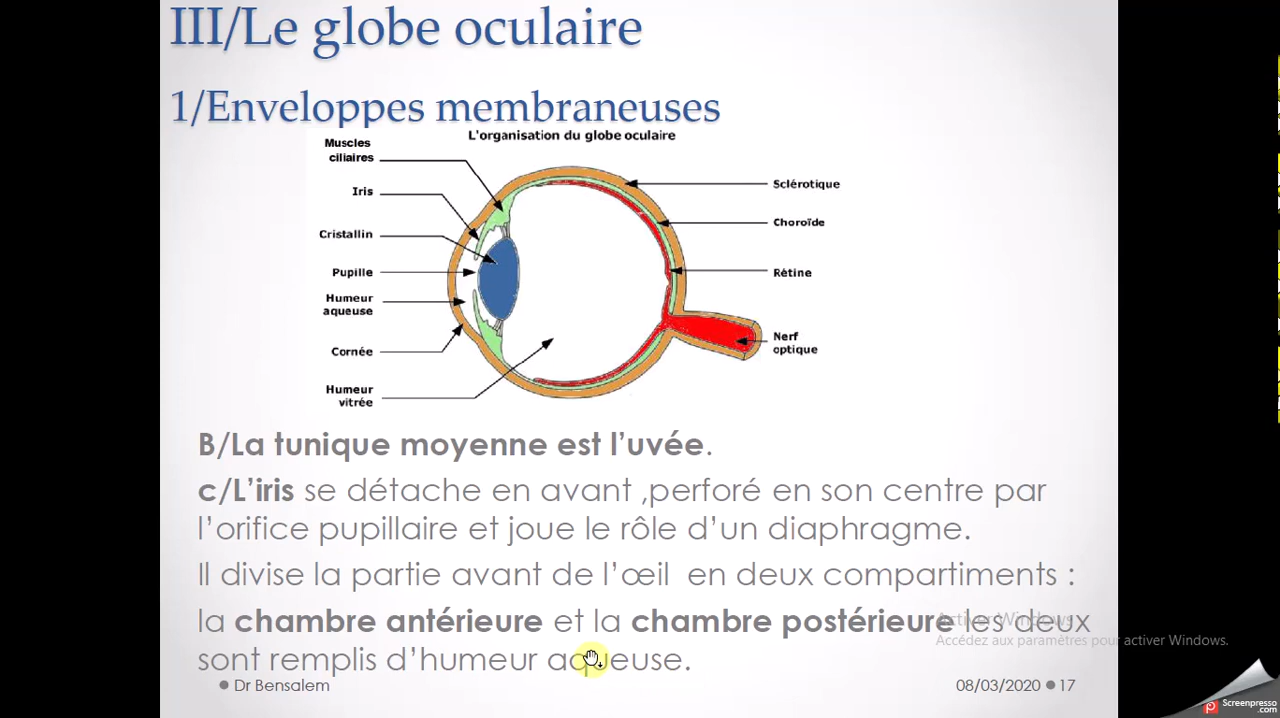 III/Le globe oculaire
1/Enveloppes membraneuses
L'organisation du globe oculaire
Muscles
ciliaires
Iris
Cristallin
Pupille
Humeur
aqueuse
Cornée
Humeur
vitrée
Sclérotique
Choroïde
Rétine
Nerf
optique
B/La tunique moyenne est l'uvée.
c/L'iris se détache en avant ,perforé en son centre par
l'orifice pupillaire et joue le rôle d'un diaphragme.
Il divise la partie avant de l'œil en deux compartiments :
la chambre antérieure et la chambre postérieure les deux
sont remplis d'humeur aqueuse.
Activer Windows
Accédez aux paramètres pour activer Windows.
Dr Bensalem
08/03/2020
17
Screenpresso
.com